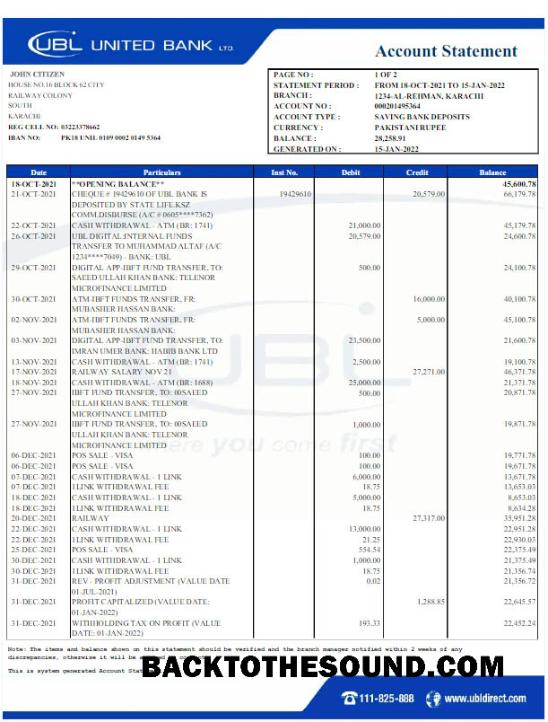 UBL UNITED BANK LTD.
Account Statement
JOHN CITIZEN
HOUSE NO.16 BLOCK 62 CITY
RAILWAY COLONY
SOUTH
KARACHI
REG CELL NO: 03223378662
IBAN NO: PK18 UNIL 0109 0002 0149 5364
PAGE NO : 1 OF 2
STATEMENT PERIOD : FROM 18-OCT-2021 TO 15-JAN-2022
BRANCH : 1234-AL-REHMAN, KARACHI
ACCOUNT NO : 000201495364
ACCOUNT TYPE : SAVING BANK DEPOSITS
CURRENCY : PAKISTANI RUPEE
BALANCE : 28,258.91
GENERATED ON : 15-JAN-2022
Date Particulars Inst No. Debit Credit Balance
18-OCT-2021 **OPENING BALANCE** 45,600.78
21-OCT-2021 CHEQUE # 19429610 OF UBL BANK IS 19429610 20,579.00 66,179.78
DEPOSITED BY STATE LIFE.KSZ
COMM.DISBURSE (A/C # 0605****7362)
22-OCT-2021 CASH WITHDRAWAL - ATM (BR: 1741) 21,000.00 45,179.78
26-OCT-2021 UBL DIGITAL:INTERNAL FUNDS 20,579.00 24,600.78
TRANSFER TO MUHAMMAD ALTAF (A/C
1234****7049) - BANK: UBL
29-OCT-2021 DIGITAL APP-IBFT FUND TRANSFER, TO: 500.00 24,100.78
SAEED ULLAH KHAN BANK: TELENOR
MICROFINANCE LIMITED
30-OCT-2021 ATM-IBFT FUNDS TRANSFER, FR: 16,000.00 40,100.78
MUBASHER HASSAN BANK:
02-NOV-2021 ATM-IBFT FUNDS TRANSFER, FR: 5,000.00 45,100.78
MUBASHER HASSAN BANK:
03-NOV-2021 DIGITAL APP-IBFT FUND TRANSFER, TO: 23,500.00 21,600.78
IMRAN UMER BANK: HABIB BANK LTD
13-NOV-2021 CASH WITHDRAWAL - ATM (BR: 1741) 2,500.00 19,100.78
17-NOV-2021 RAILWAY SALARY NOV 21 27,271.00 46,371.78
18-NOV-2021 CASH WITHDRAWAL - ATM (BR: 1688) 25,000.00 21,371.78
27-NOV-2021 IBFT FUND TRANSFER, TO: 00SAEED 500.00 20,871.78
ULLAH KHAN BANK: TELENOR
MICROFINANCE LIMITED
27-NOV-2021 IBFT FUND TRANSFER, TO: 00SAEED 1,000.00 19,871.78
ULLAH KHAN BANK: TELENOR
MICROFINANCE LIMITED
where you come first
06-DEC-2021 POS SALE - VISA 100.00 19,771.78
06-DEC-2021 POS SALE - VISA 100.00 19,671.78
07-DEC-2021 CASH WITHDRAWAL - 1 LINK 6,000.00 13,671.78
07-DEC-2021 1LINK WITHDRAWAL FEE 18.75 13,653.03
18-DEC-2021 CASH WITHDRAWAL - 1 LINK 5,000.00 8,653.03
18-DEC-2021 1LINK WITHDRAWAL FEE 18.75 8,634.28
20-DEC-2021 RAILWAY 27,317.00 35,951.28
22-DEC-2021 CASH WITHDRAWAL - 1 LINK 13,000.00 22,951.28
22-DEC-2021 1LINK WITHDRAWAL FEE 21.25 22,930.03
25-DEC-2021 POS SALE - VISA 554.54 22,375.49
30-DEC-2021 CASH WITHDRAWAL - 1 LINK 1,000.00 21,375.49
30-DEC-2021 1LINK WITHDRAWAL FEE 18.75 21,356.74
31-DEC-2021 REV - PROFIT ADJUSTMENT (VALUE DATE 0.02 21,356.72
01-JUL-2021)
31-DEC-2021 PROFIT CAPITALIZED (VALUE DATE: 1,288.85 22,645.57
01-JAN-2022)
31-DEC-2021 WITHHOLDING TAX ON PROFIT (VALUE 193.33 22,452.24
DATE: 01-JAN-2022)
Note: The items and balance shown on this statement should be verified and the branch manager notified within 2 weeks of any
discrepancies, otherwise it will be
This is system generated Account
BACKTOTHESOUND.COM
111-825-888 www.ubldirect.com